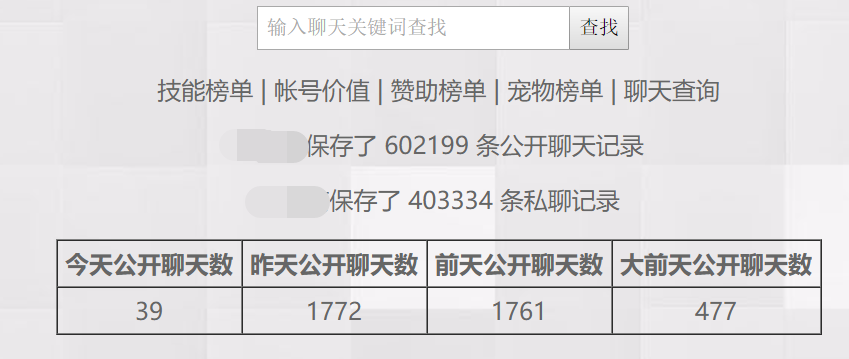 输入聊天关键词查找 查找
技能榜单 | 帐号价值 | 赞助榜单 | 宠物榜单 | 聊天查询
保存了 602199 条公开聊天记录
保存了 403334 条私聊记录
今天公开聊天数 昨天公开聊天数 前天公开聊天数 大前天公开聊天数
39 1772 1761 477